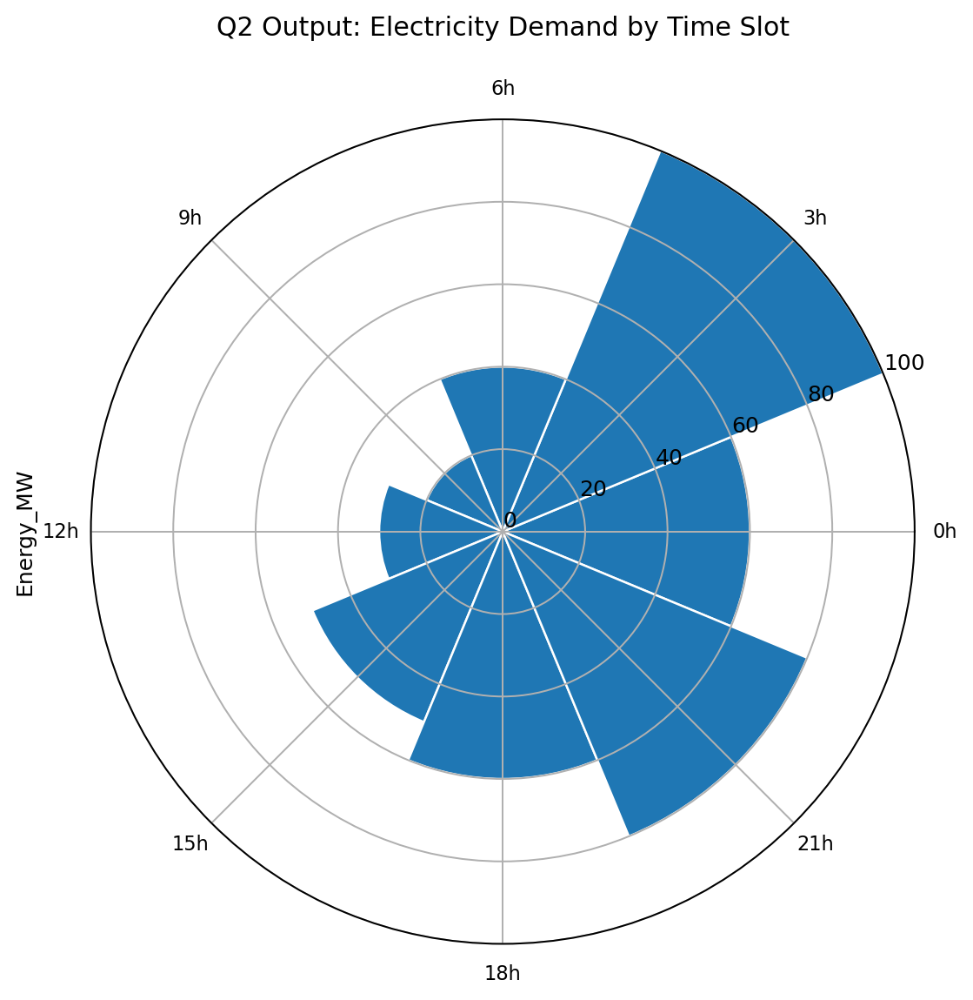 Q2 Output: Electricity Demand by Time Slot
6h
9h
3h
100
80
60
40
20
0
Energy_MW
12h
0h
15h
21h
18h